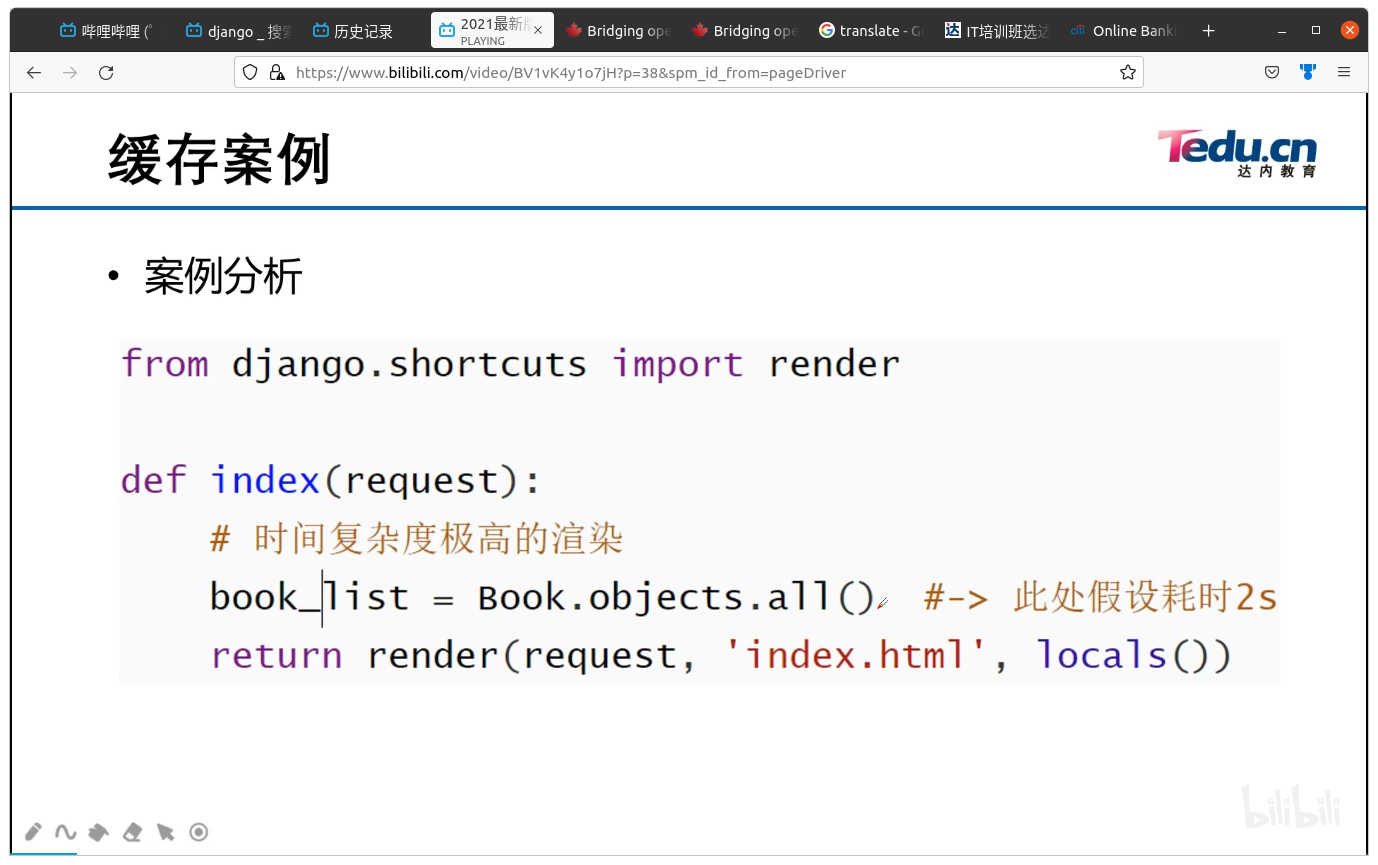 哔哩哔哩 (
django _ 搜
历史记录
2021最新
PLAYING
Bridging ope
Bridging ope
translate - G
IT培训班选达
citi
Online Bank
https://www.bilibili.com/video/BV1vK4y1o7jH?p=38&spm_id_from=pageDriver
缓存案例
Tedu.cn
达内教育
• 案例分析
from django.shortcuts import render
def index(request):
# 时间复杂度极高的渲染
book_list = Book.objects.all() #-> 此处假设耗时2s
return render(request, 'index.html', locals())
bilibili